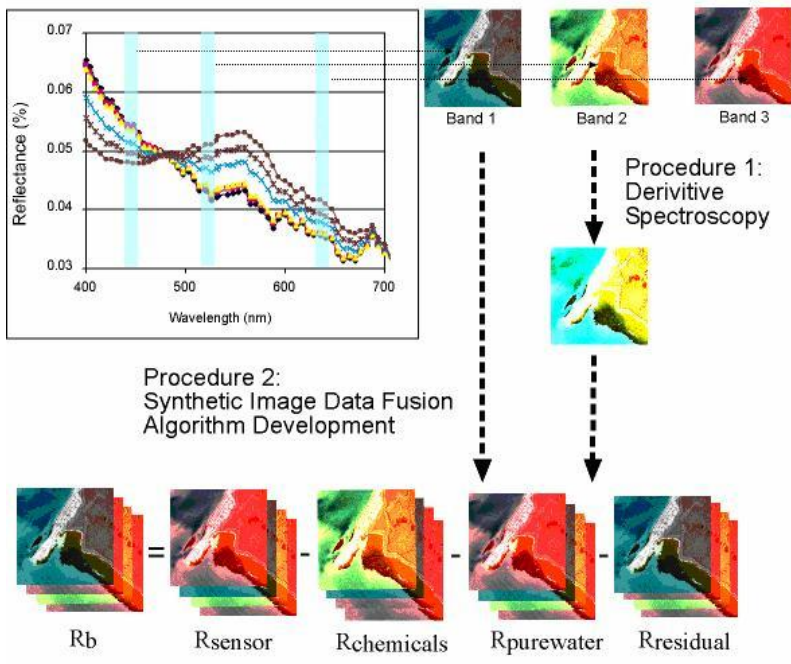 0.07
0.06
0.05
0.04
0.03
Reflectance (%)
400
500
600
700
Wavelength (nm)
Band 1
Band 2
Band 3
Procedure 1:
Derivitive
Spectroscopy
Procedure 2:
Synthetic Image Data Fusion
Algorithm Development
=
-
-
-
Rb
Rsensor
Rchemicals
Rpurewater
Rresidual